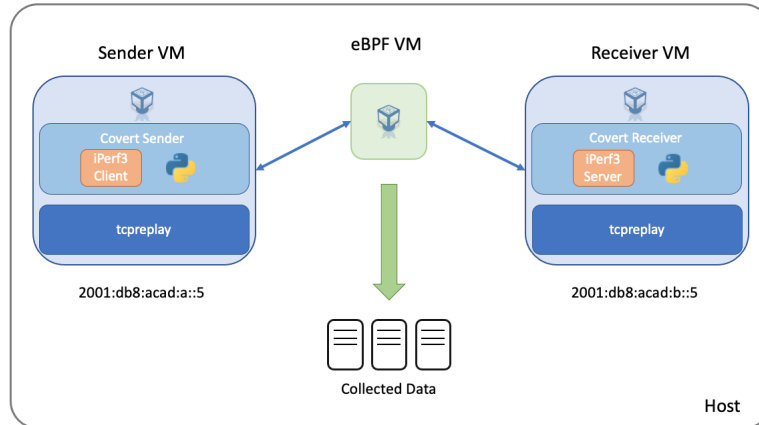 Sender VM
eBPF VM
Receiver VM
Covert Sender
iPerf3
Client
tcpreplay
2001:db8:acad:a::5
Covert Receiver
iPerf3
Server
tcpreplay
2001:db8:acad:b::5
Collected Data
Host